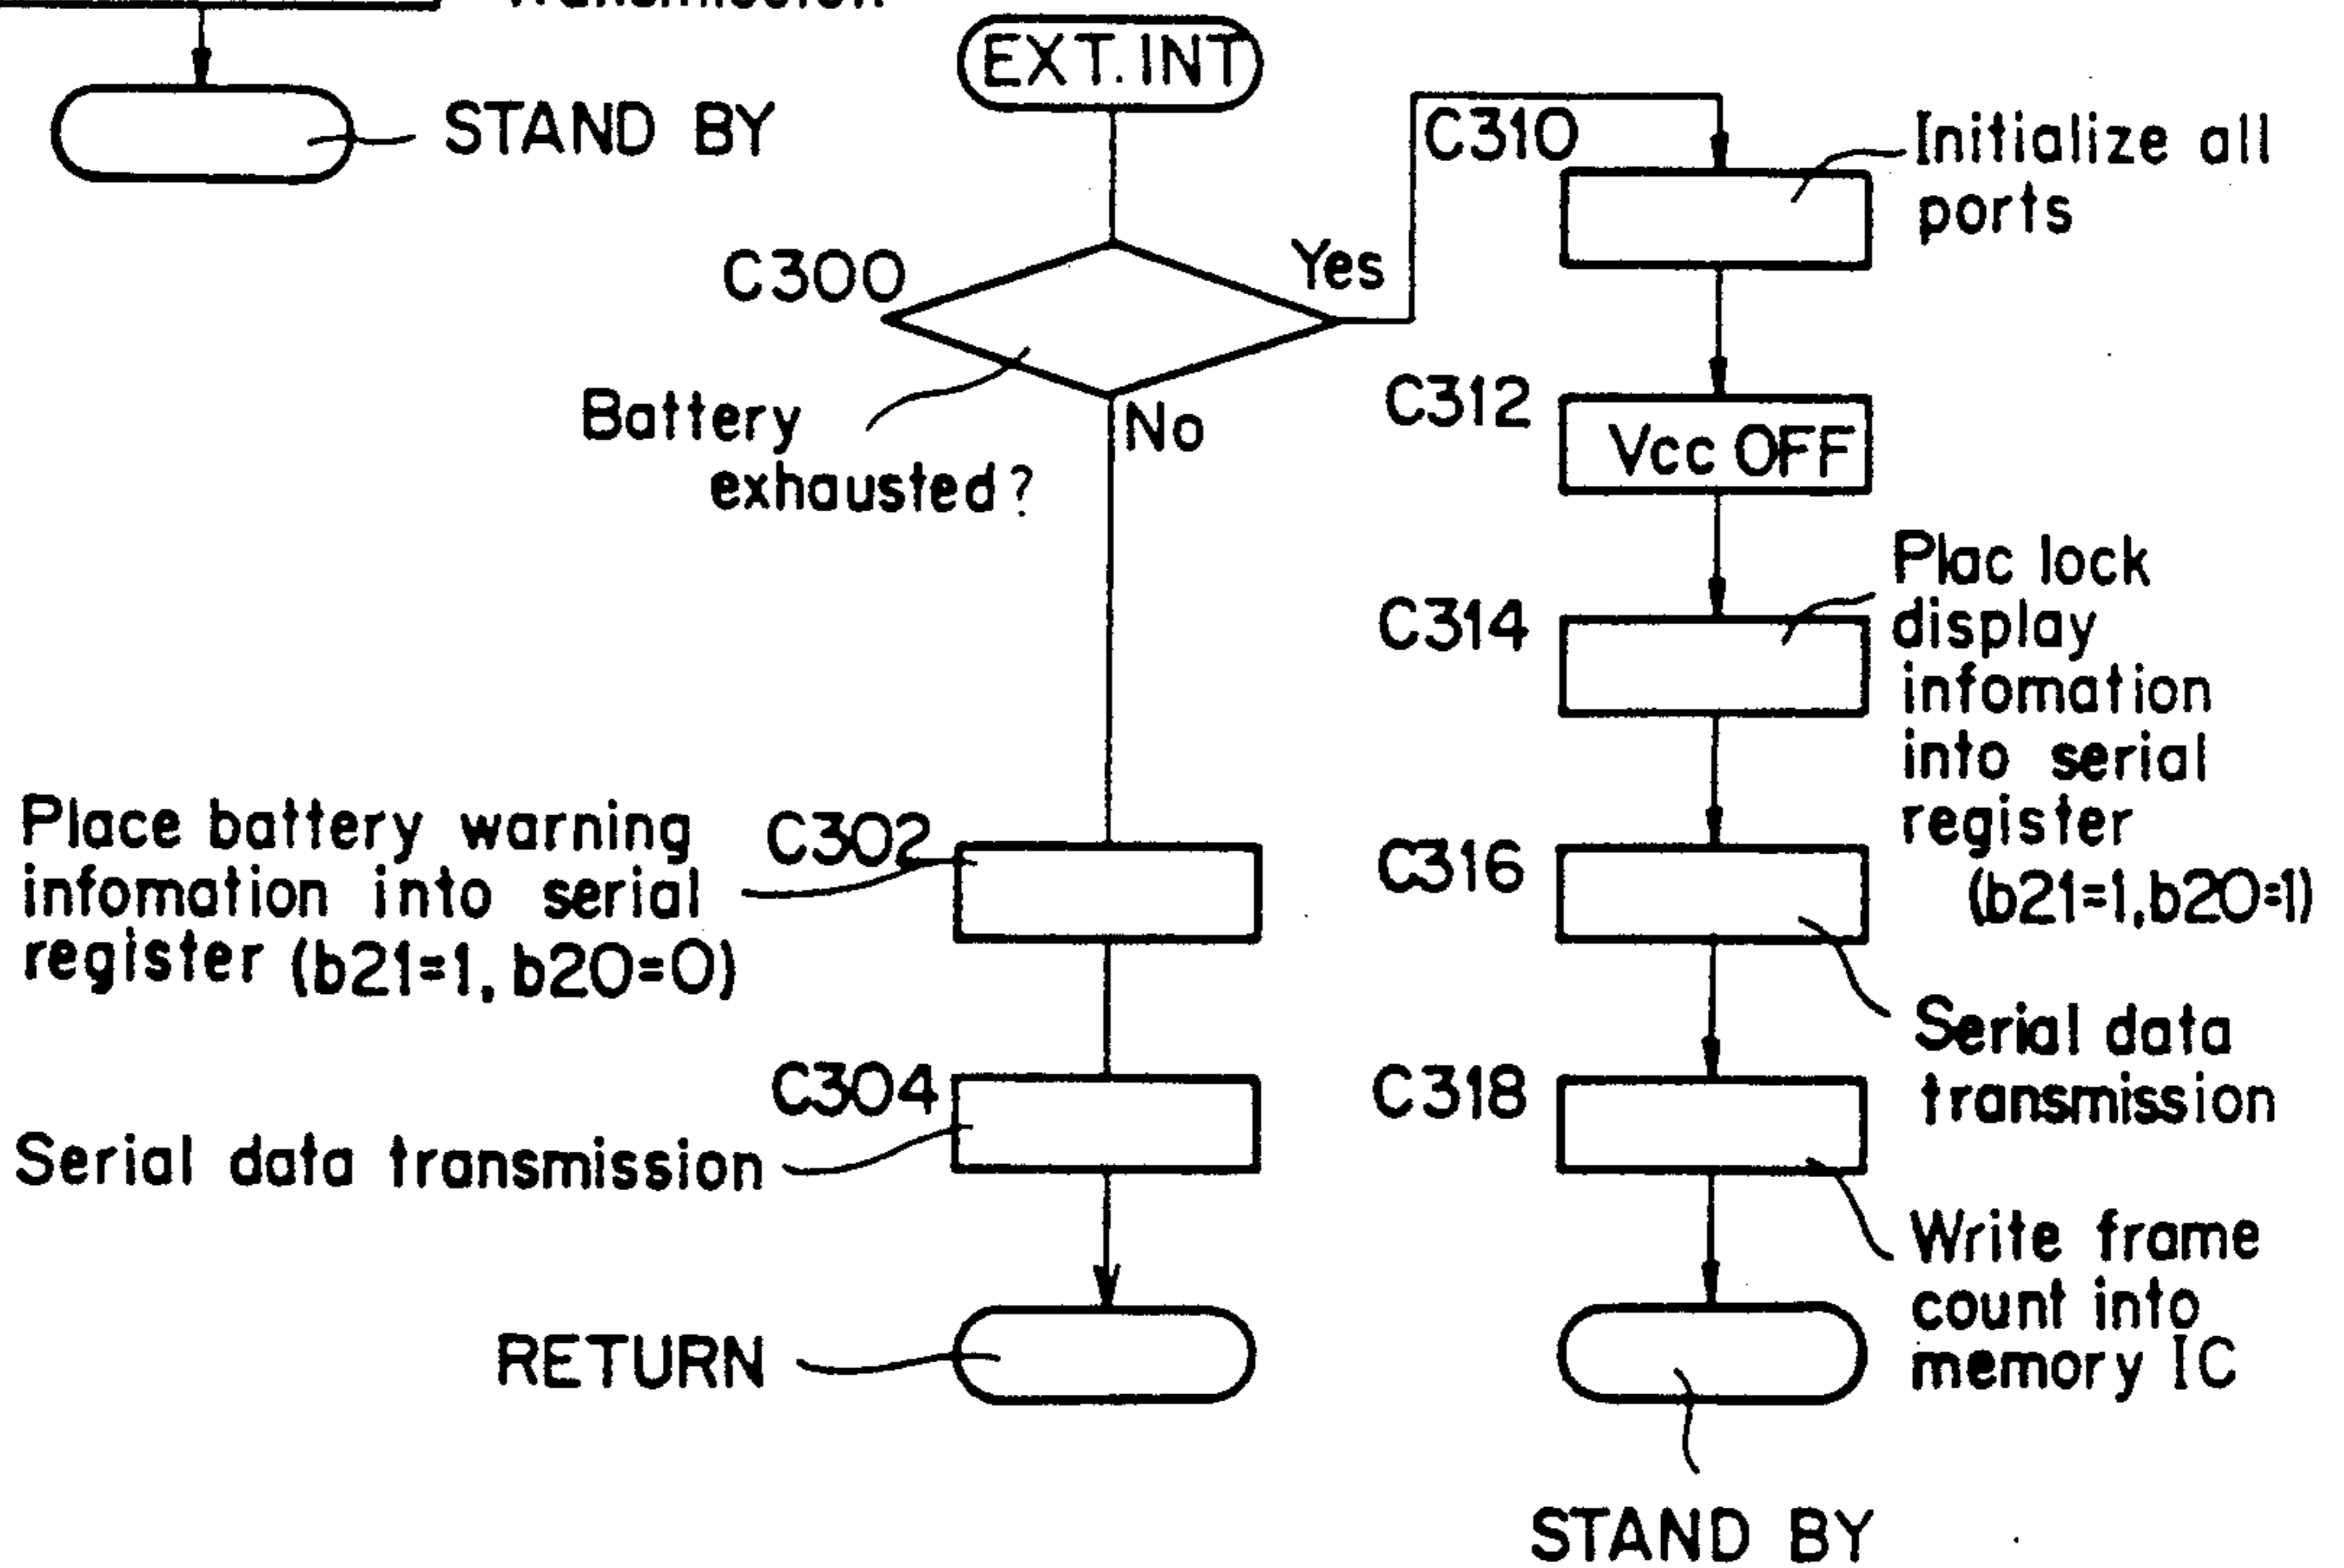 STAND BY
EXT. INT
C300
Yes
Battery
exhausted?
No
Place battery warning
infomation into serial
register (b21=1, b20=0)
C302
C304
Serial data transmission
RETURN
C310
Initialize all
ports
C312
Vcc OFF
C314
Plac lock
display
infomation
into serial
register
(b21=1,b20=1)
C316
Serial data
transmission
C318
Write frame
count into
memory IC
STAND BY